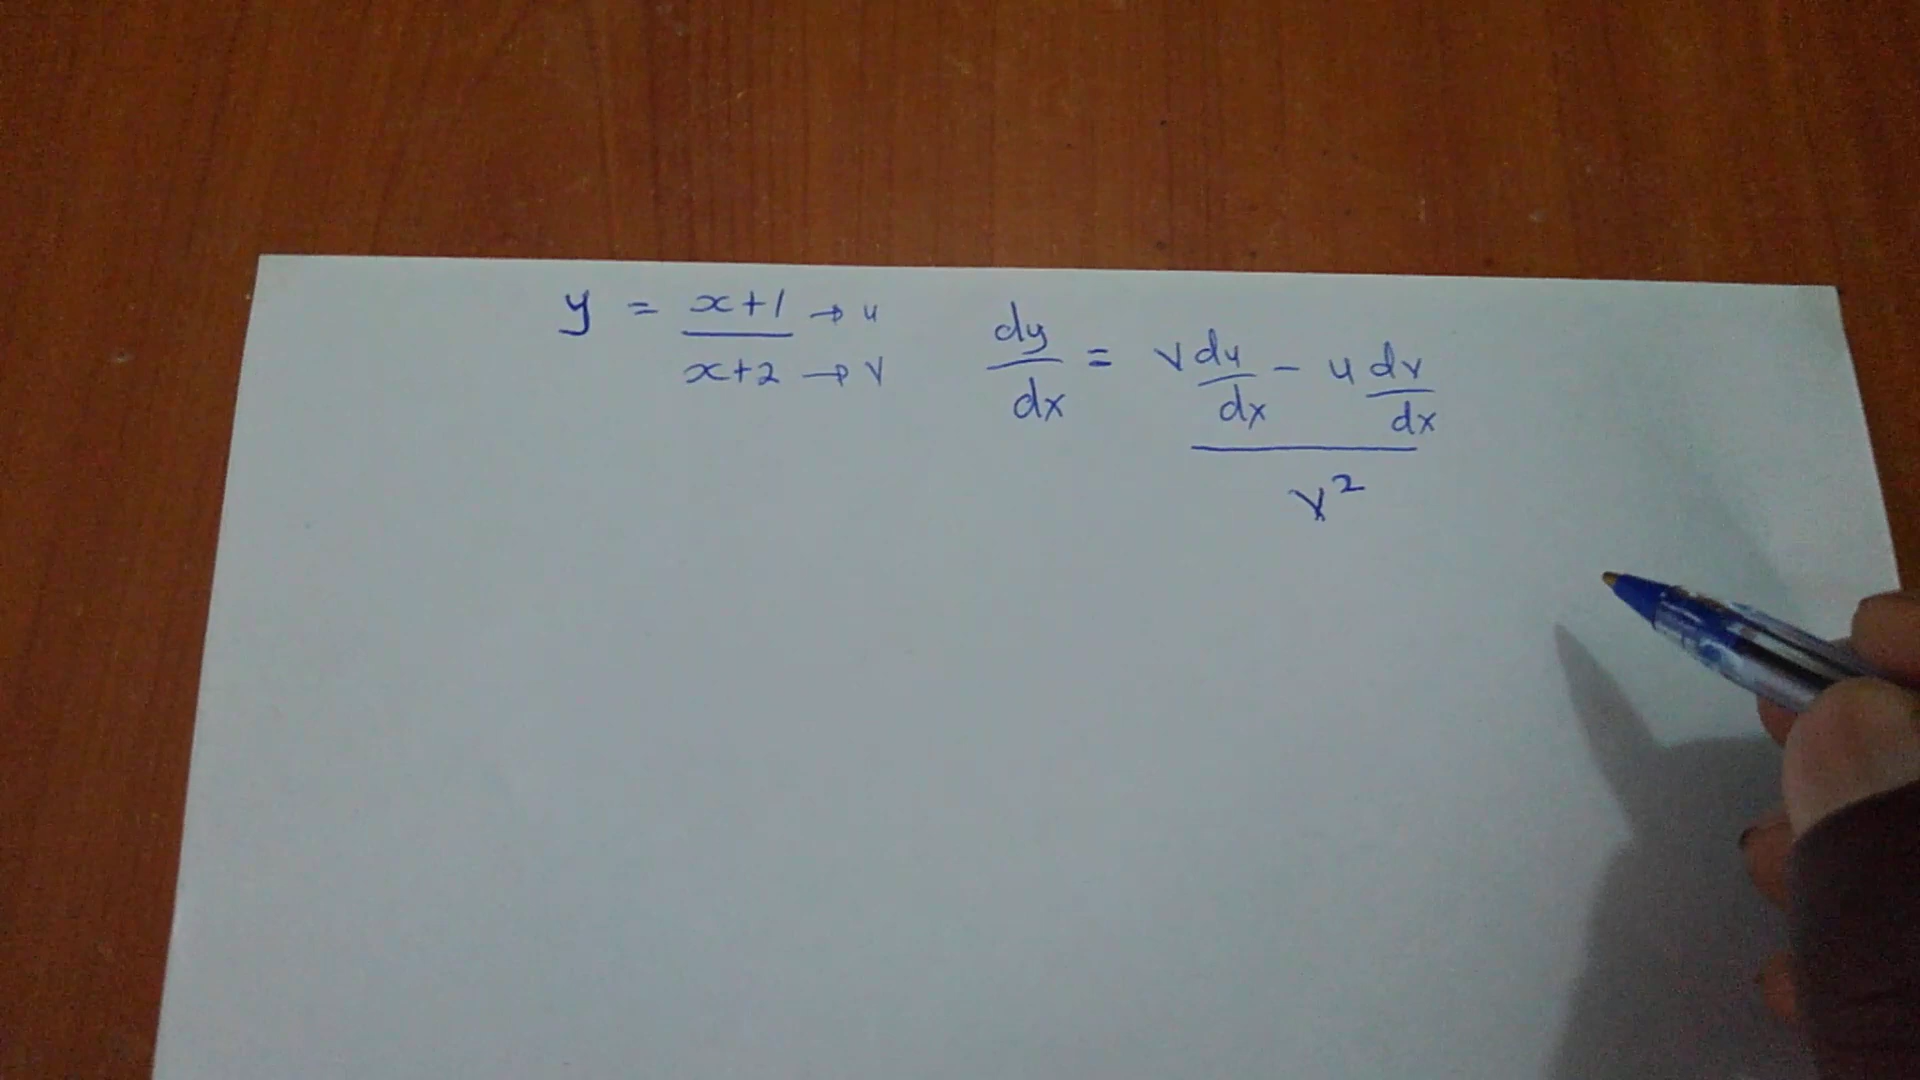 y = x+1 → u
x+2 → v
dy = v du - u dv
dx dx dx
v²